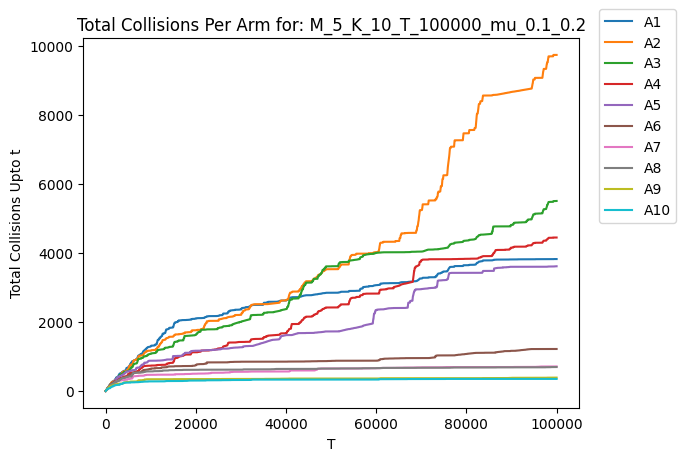 Total Collisions Per Arm for: M_5_K_10_T_100000_mu_0.1_0.2
A1
A2
A3
A4
A5
A6
A7
A8
A9
A10
Total Collisions Upto t
10000
8000
6000
4000
2000
0
0 20000 40000 60000 80000 100000
T